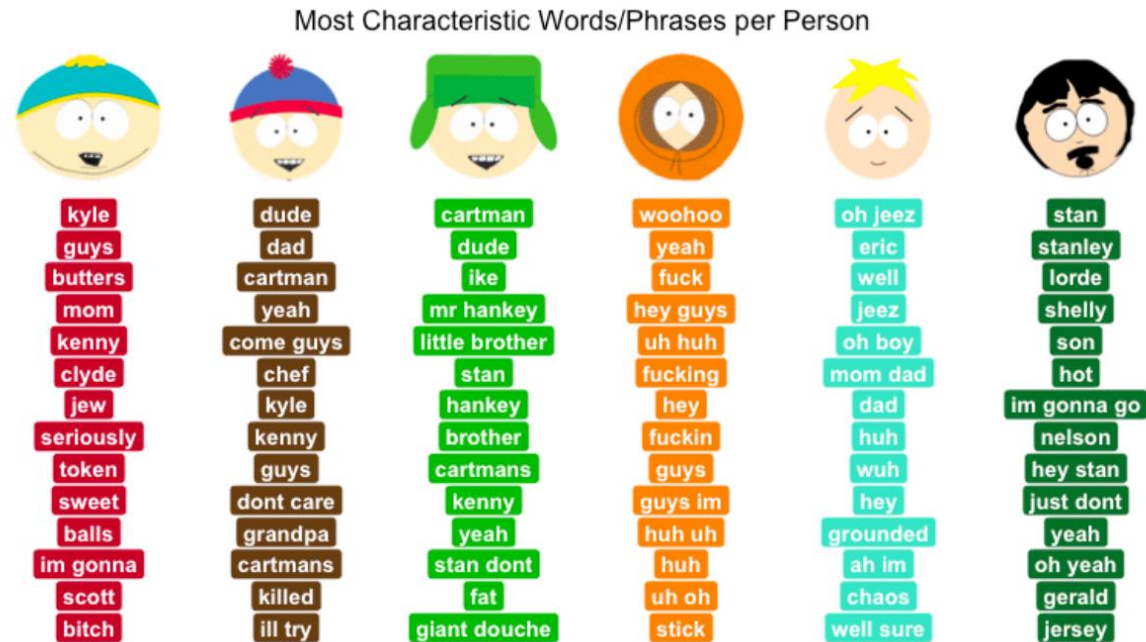 Most Characteristic Words/Phrases per Person
kyle dude cartman woohoo oh jeez stan
guys dad dude yeah eric stanley
butters cartman ike fuck well lorde
mom yeah mr hankey hey guys jeez shelly
kenny come guys little brother uh huh oh boy son
clyde chef stan fucking mom dad hot
jew kyle hankey hey dad im gonna go
seriously kenny brother fuckin huh nelson
token guys cartmans guys wuh hey stan
sweet dont care kenny guys im hey just dont
balls grandpa yeah huh uh grounded yeah
im gonna cartmans stan dont huh ah im oh yeah
scott killed fat uh oh chaos gerald
bitch ill try giant douche stick well sure jersey